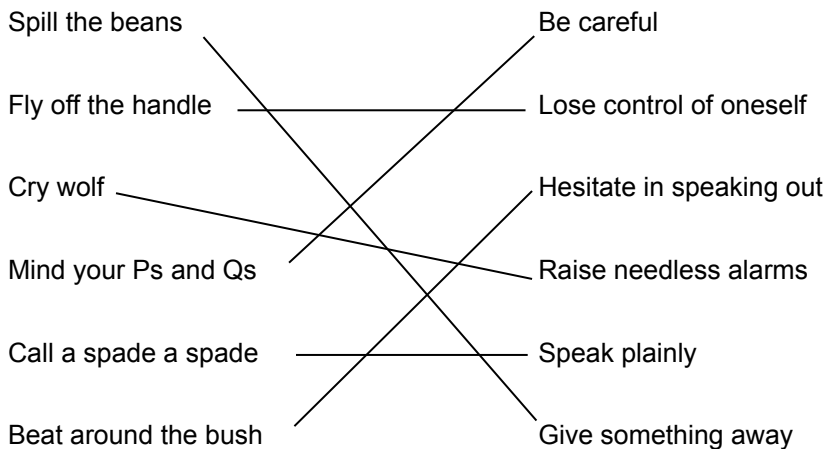 Spill the beans
Be careful
Fly off the handle
Lose control of oneself
Cry wolf
Hesitate in speaking out
Mind your Ps and Qs
Raise needless alarms
Call a spade a spade
Speak plainly
Beat around the bush
Give something away